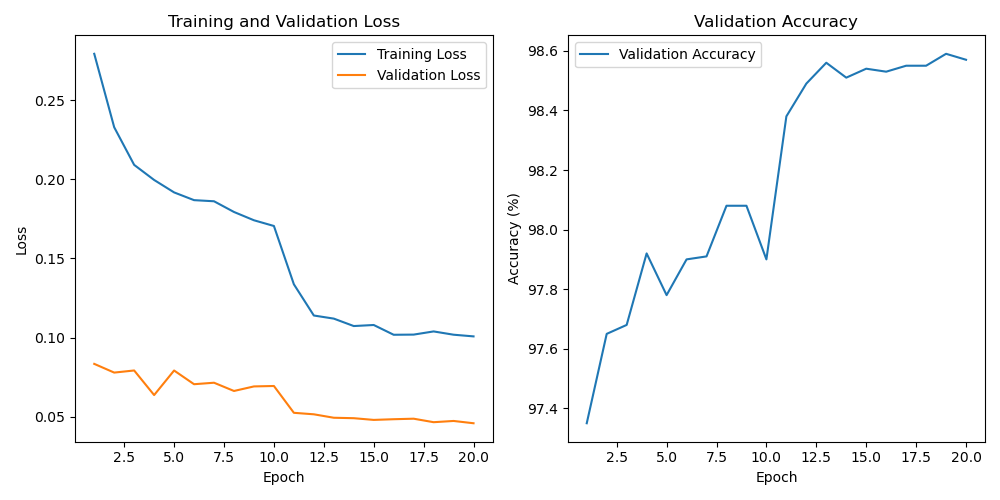 Training and Validation Loss
Training Loss
Validation Loss
0.25
0.20
0.15
0.10
0.05
Loss
2.5 5.0 7.5 10.0 12.5 15.0 17.5 20.0
Epoch
Validation Accuracy
Validation Accuracy
98.6
98.4
98.2
98.0
97.8
97.6
97.4
Accuracy (%)
2.5 5.0 7.5 10.0 12.5 15.0 17.5 20.0
Epoch